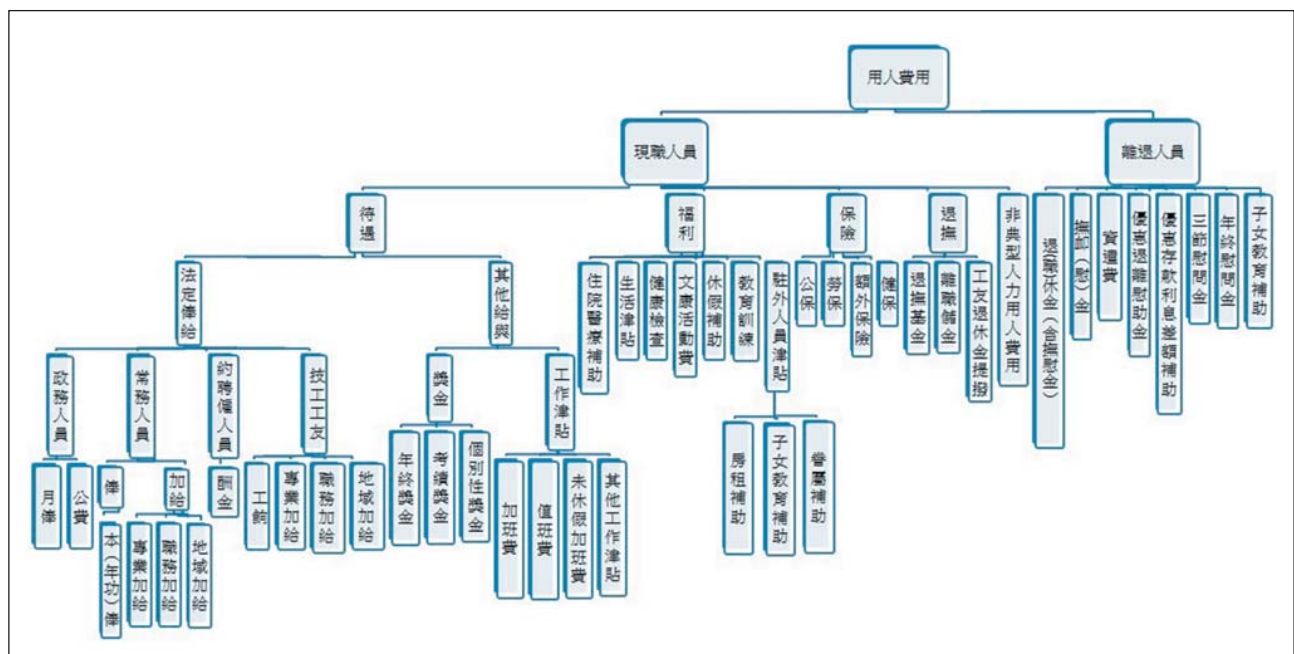 用人費用
現職人員
離退人員
待遇
福利
保險
退撫
非典型人力用人費用
退(職)休金(含撫慰金)
撫卹(慰)金
資遣費
優惠退離慰助金
優惠存款利息差額補助
三節慰問金
年終慰問金
子女教育補助
法定俸給
其他給與
住院醫療補助
生活津貼
健康檢查
文康活動費
休假補助
教育訓練
駐外人員津貼
公保
勞保
額外保險
健保
退撫基金
離職儲金
工友退休金提撥
政務人員
常務人員
約聘僱人員
技工工友
獎金
工作津貼
房租補助
子女教育補助
眷屬補助
月俸
公費
俸
加給
酬金
工餉
專業加給
職務加給
地域加給
年終獎金
考績獎金
個別性獎金
加班費
值班費
未休假加班費
其他工作津貼
本(年功)俸
專業加給
職務加給
地域加給